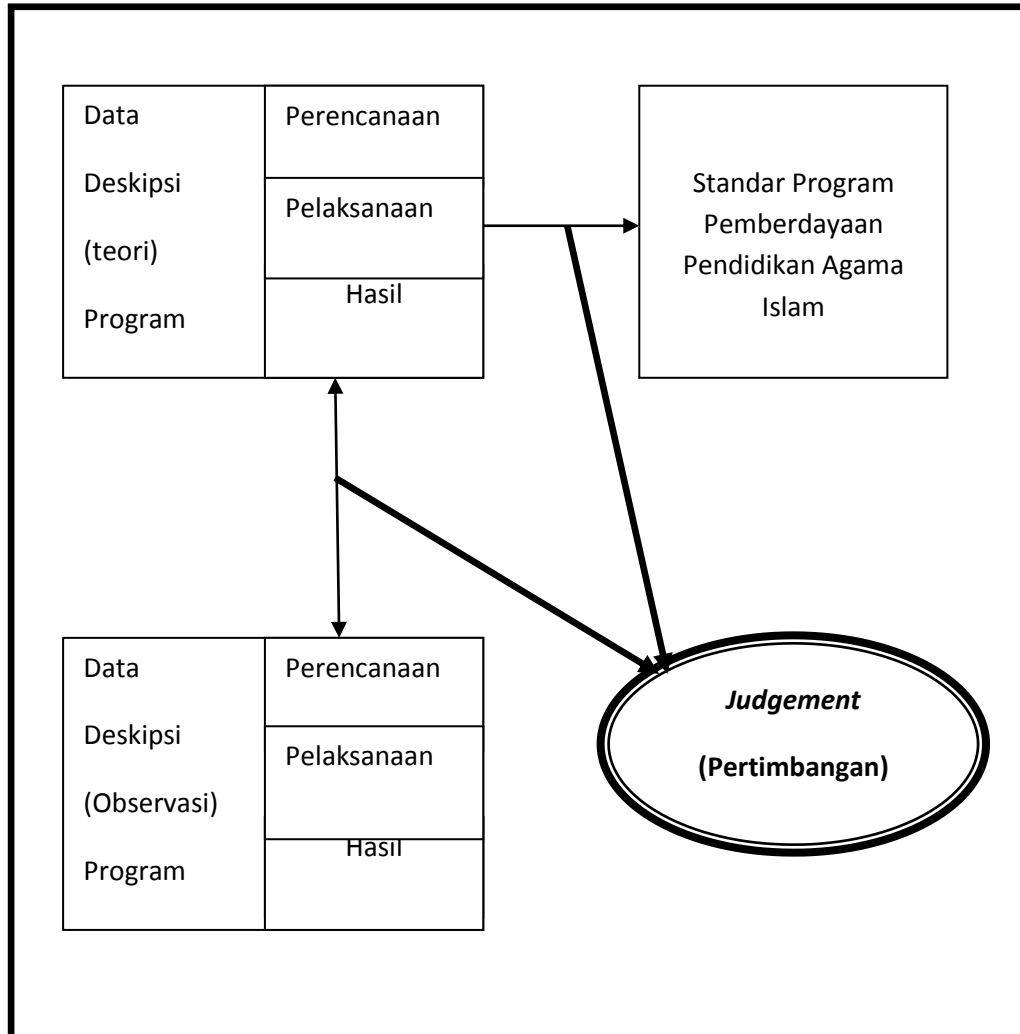 Data
Deskipsi
(teori)
Program
Perencanaan
Pelaksanaan
Hasil
Standar Program
Pemberdayaan
Pendidikan Agama
Islam
Data
Deskipsi
(Observasi)
Program
Perencanaan
Pelaksanaan
Hasil
Judgement
(Pertimbangan)